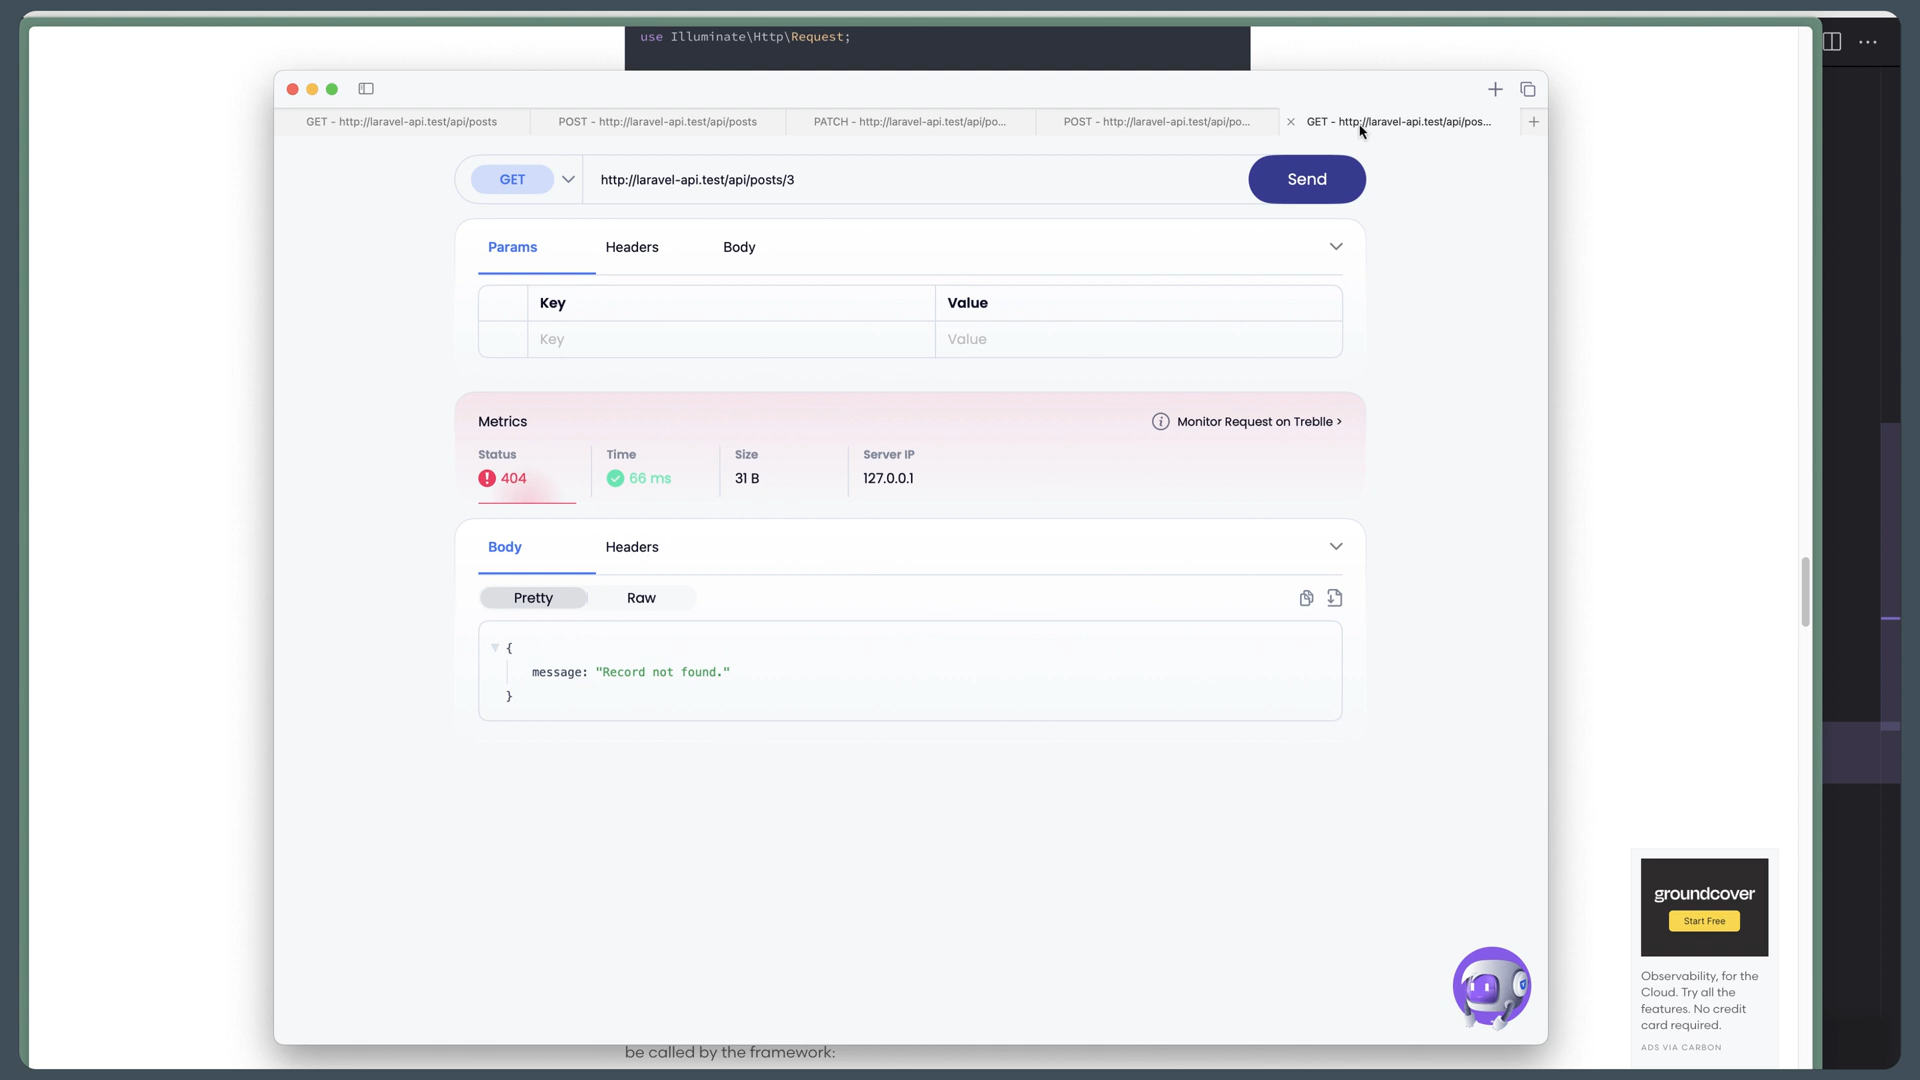 use Illuminate\Http\Request;
GET - http://laravel-api.test/api/posts
POST - http://laravel-api.test/api/posts
PATCH - http://laravel-api.test/api/po...
POST - http://laravel-api.test/api/po...
GET - http://laravel-api.test/api/pos...
GET
http://laravel-api.test/api/posts/3
Send
Params
Headers
Body
Key
Value
Key
Value
Metrics
Monitor Request on Treblle >
Status
Time
Size
Server IP
404
66 ms
31 B
127.0.0.1
Body
Headers
Pretty
Raw
{
message: "Record not found."
}
groundcover
Start Free
Observability, for the
Cloud. Try all the
features. No credit
card required.
ADS VIA CARBON
be called by the framework: